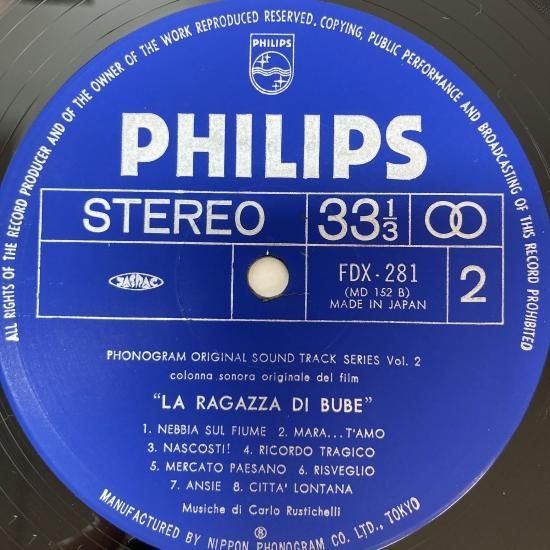 ALL RIGHTS OF THE RECORD PRODUCER AND OF THE OWNER OF THE WORK REPRODUCED RESERVED. COPYING, PUBLIC PERFORMANCE AND BROADCASTING OF THIS RECORD PROHIBITED
PHILIPS
PHILIPS
STEREO 33 1/3
JASRAC FDX-281 2
(MD 152 B)
MADE IN JAPAN
PHONOGRAM ORIGINAL SOUND TRACK SERIES Vol. 2
colonna sonora originale del film
"LA RAGAZZA DI BUBE"
1. NEBBIA SUL FIUME 2. MARA...T'AMO
3. NASCOSTI! 4. RICORDO TRAGICO
5. MERCATO PAESANO 6. RISVEGLIO
7. ANSIE 8. CITTA' LONTANA
Musiche di Carlo Rustichelli
Ⓡ
MANUFACTURED BY NIPPON PHONOGRAM CO. LTD., TOKYO